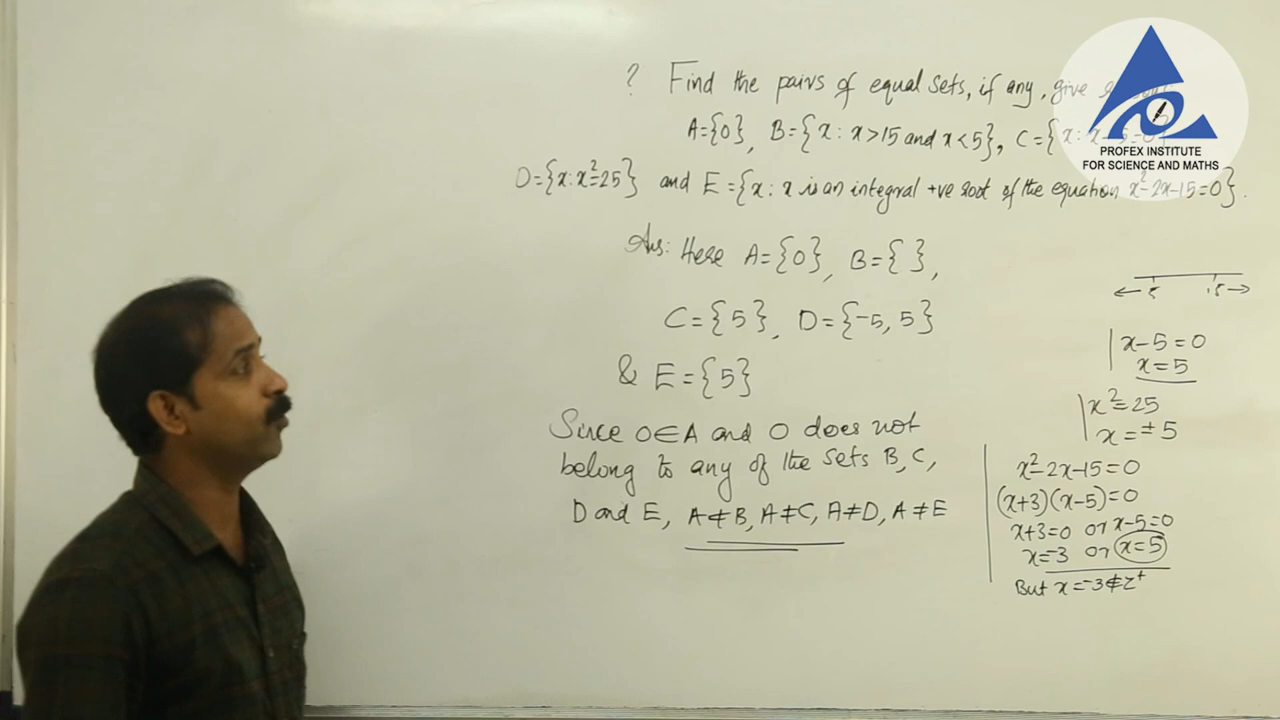 ? Find the pairs of equal sets, if any, give
A={0}, B={x: x>15 and x<5}, C={x: x-5=0}
D={x:x²=25} and E={x: x is an integral +ve root of the equation x²-2x-15=0}.
Ans: Here A={0}, B={ },
C={5}, D={-5, 5}
& E={5}
Since 0∈A and 0 does not
belong to any of the sets B, C,
D and E, A≠B, A≠C, A≠D, A≠E
5 15
x-5=0
x=5
x²=25
x=±5
x²-2x-15=0
(x+3)(x-5)=0
x+3=0 or x-5=0
x=-3 or x=5
But x=-3∉Z⁺
PROFEX INSTITUTE
FOR SCIENCE AND MATHS